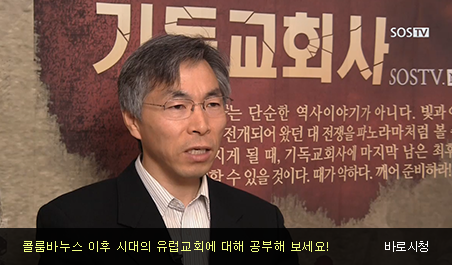 SOSTV
기독교회사
SOSTV.
는 단순한 역사이야기가 아니다. 빛과
전개되어 왔던 대 전쟁을 파노라마처럼 볼
시게 될 때, 기독교회사에 마지막 남은 최후
할 수 있을 것이다. 때가 악하다. 깨어 준비하라!
콜룸바누스 이후 시대의 유럽교회에 대해 공부해 보세요!
바로시청